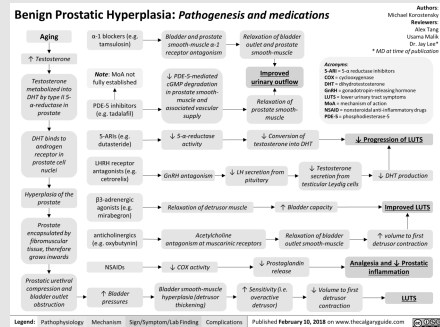 Benign Prostatic Hyperplasia: Pathogenesis and medications
Authors:
Michael Korostensky
Reviewers:
Alex Tang
Usama Malik
Dr. Jay Lee*
* MD at time of publication
Aging
↑ Testosterone
Testosterone
metabolized into
DHT by type II 5-
α-reductase in
prostate
DHT binds to
androgen
receptor in
prostate cell
nuclei
Hyperplasia of the
prostate
Prostate
encapsulated by
fibromuscular
tissue, therefore
grows inwards
Prostatic urethral
compression and
bladder outlet
obstruction
α-1 blockers (e.g.
tamsulosin)
Bladder and prostate
smooth-muscle α-1
receptor antagonism
Relaxation of bladder
outlet and prostate
smooth-muscle
Note: MoA not
fully established
PDE-5 inhibitors
(e.g. tadalafil)
↓ PDE-5-mediated
cGMP degradation
in prostate smooth-
muscle and
associated vascular
supply
Improved
urinary outflow
Relaxation of
prostate smooth-
muscle
Acronyms:
5-ARI = 5-α reductase inhibitors
COX = cyclooxygenase
DHT = dihydrotestosterone
GnRH = gonadotropin-releasing hormone
LUTS = lower urinary tract symptoms
MoA = mechanism of action
NSAID = nonsteroidal anti-inflammatory drugs
PDE-5 = phosphodiesterase-5
5-ARIs (e.g.
dutasteride)
↓ 5-α-reductase
activity
↓ Conversion of
testosterone into DHT
↓ Progression of LUTS
LHRH receptor
antagonists (e.g.
cetrorelix)
GnRH antagonism
↓ LH secretion from
pituitary
↓ Testosterone
secretion from
testicular Leydig cells
↓ DHT production
β3-adrenergic
agonists (e.g.
mirabegron)
Relaxation of detrusor muscle
↑ Bladder capacity
Improved LUTS
anticholinergics
(e.g. oxybutynin)
Acetylcholine
antagonism at muscarinic receptors
Relaxation of bladder
outlet smooth-muscle
↑ volume to first
detrusor contraction
NSAIDs
↓ COX activity
↓ Prostaglandin
release
Analgesia and ↓ Prostatic
inflammation
↑ Bladder
pressures
Bladder smooth-muscle
hyperplasia (detrusor
thickening)
↑ Sensitivity (i.e.
overactive
detrusor)
↓ Volume to first
detrusor
contraction
LUTS
Legend: Pathophysiology Mechanism Sign/Symptom/Lab Finding Complications Published February 10, 2018 on www.thecalgaryguide.com